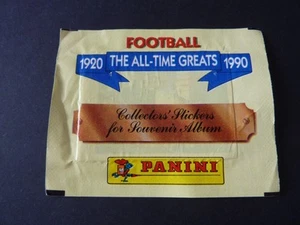 FOOTBALL
1920 THE ALL-TIME GREATS 1990
Collectors' Stickers
for Souvenir Album
PANINI